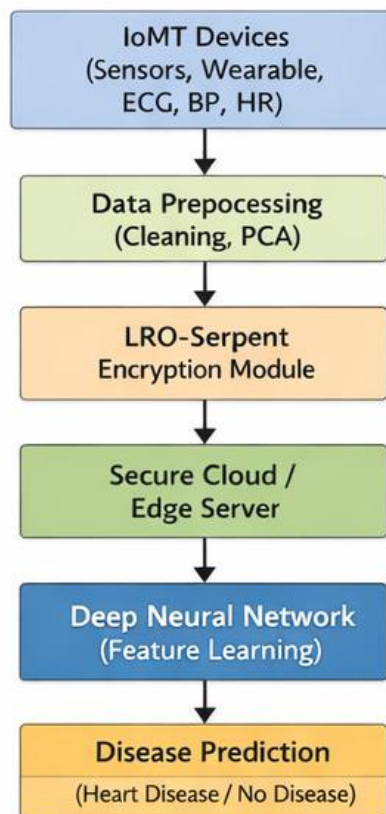 IoMT Devices
(Sensors, Wearable,
ECG, BP, HR)
Data Prepocessing
(Cleaning, PCA)
LRO-Serpent
Encryption Module
Secure Cloud /
Edge Server
Deep Neural Network
(Feature Learning)
Disease Prediction
(Heart Disease / No Disease)